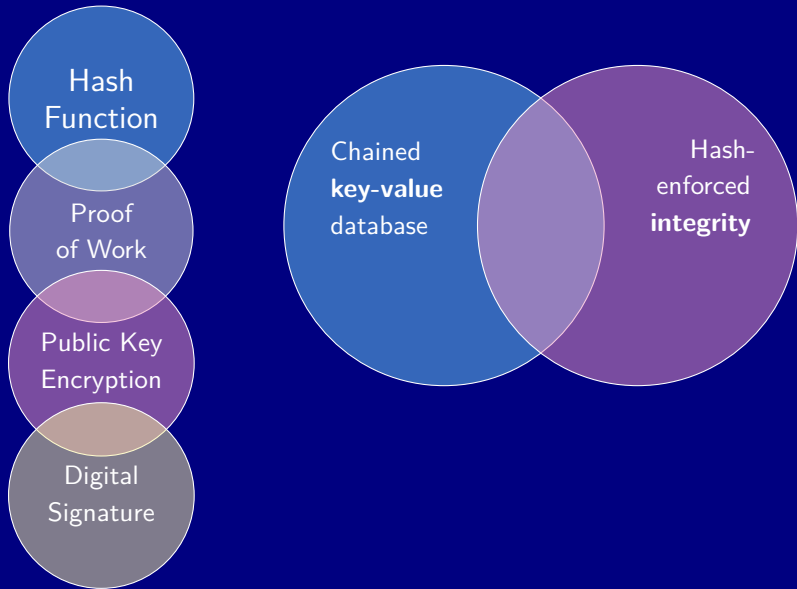 Hash
Function
Proof
of Work
Public Key
Encryption
Digital
Signature
Chained
key-value
database
Hash-
enforced
integrity